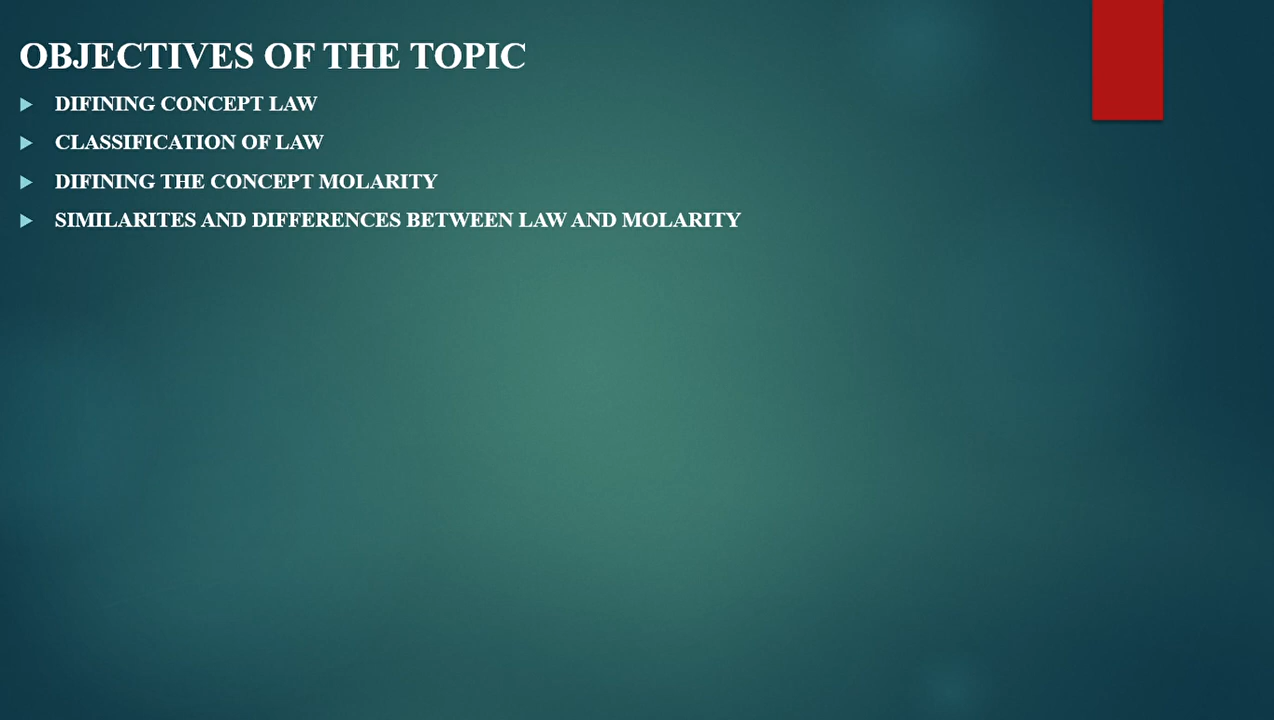 OBJECTIVES OF THE TOPIC
DIFINING CONCEPT LAW
CLASSIFICATION OF LAW
DIFINING THE CONCEPT MOLARITY
SIMILARITES AND DIFFERENCES BETWEEN LAW AND MOLARITY